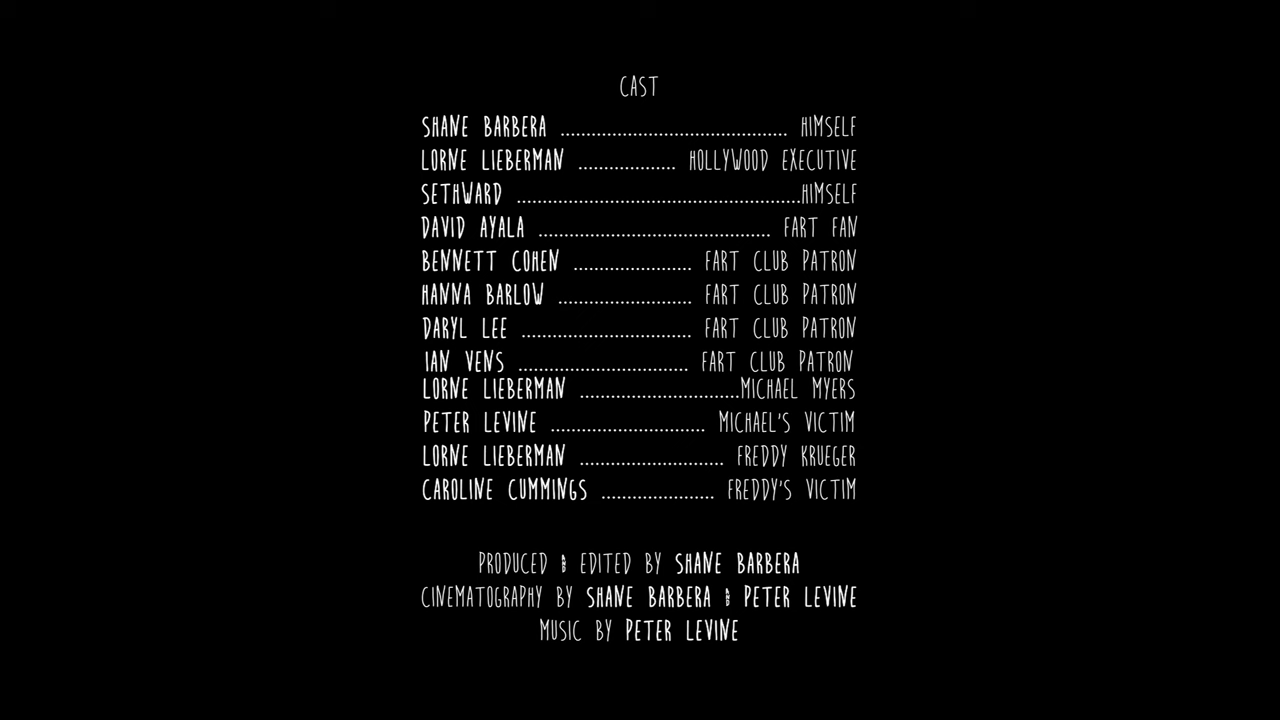 CAST
SHANE BARBERA ............................................ HIMSELF
LORNE LIEBERMAN ................... HOLLYWOOD EXECUTIVE
SETHWARD .......................................................HIMSELF
DAVID AYALA ............................................. FART FAN
BENNETT COHEN ....................... FART CLUB PATRON
HANNA BARLOW .......................... FART CLUB PATRON
DARYL LEE ................................. FART CLUB PATRON
IAN VENS ................................. FART CLUB PATRON
LORNE LIEBERMAN ...............................MICHAEL MYERS
PETER LEVINE .............................. MICHAEL'S VICTIM
LORNE LIEBERMAN ............................ FREDDY KRUEGER
CAROLINE CUMMINGS ...................... FREDDY'S VICTIM
PRODUCED AND EDITED BY SHANE BARBERA
CINEMATOGRAPHY BY SHANE BARBERA AND PETER LEVINE
MUSIC BY PETER LEVINE